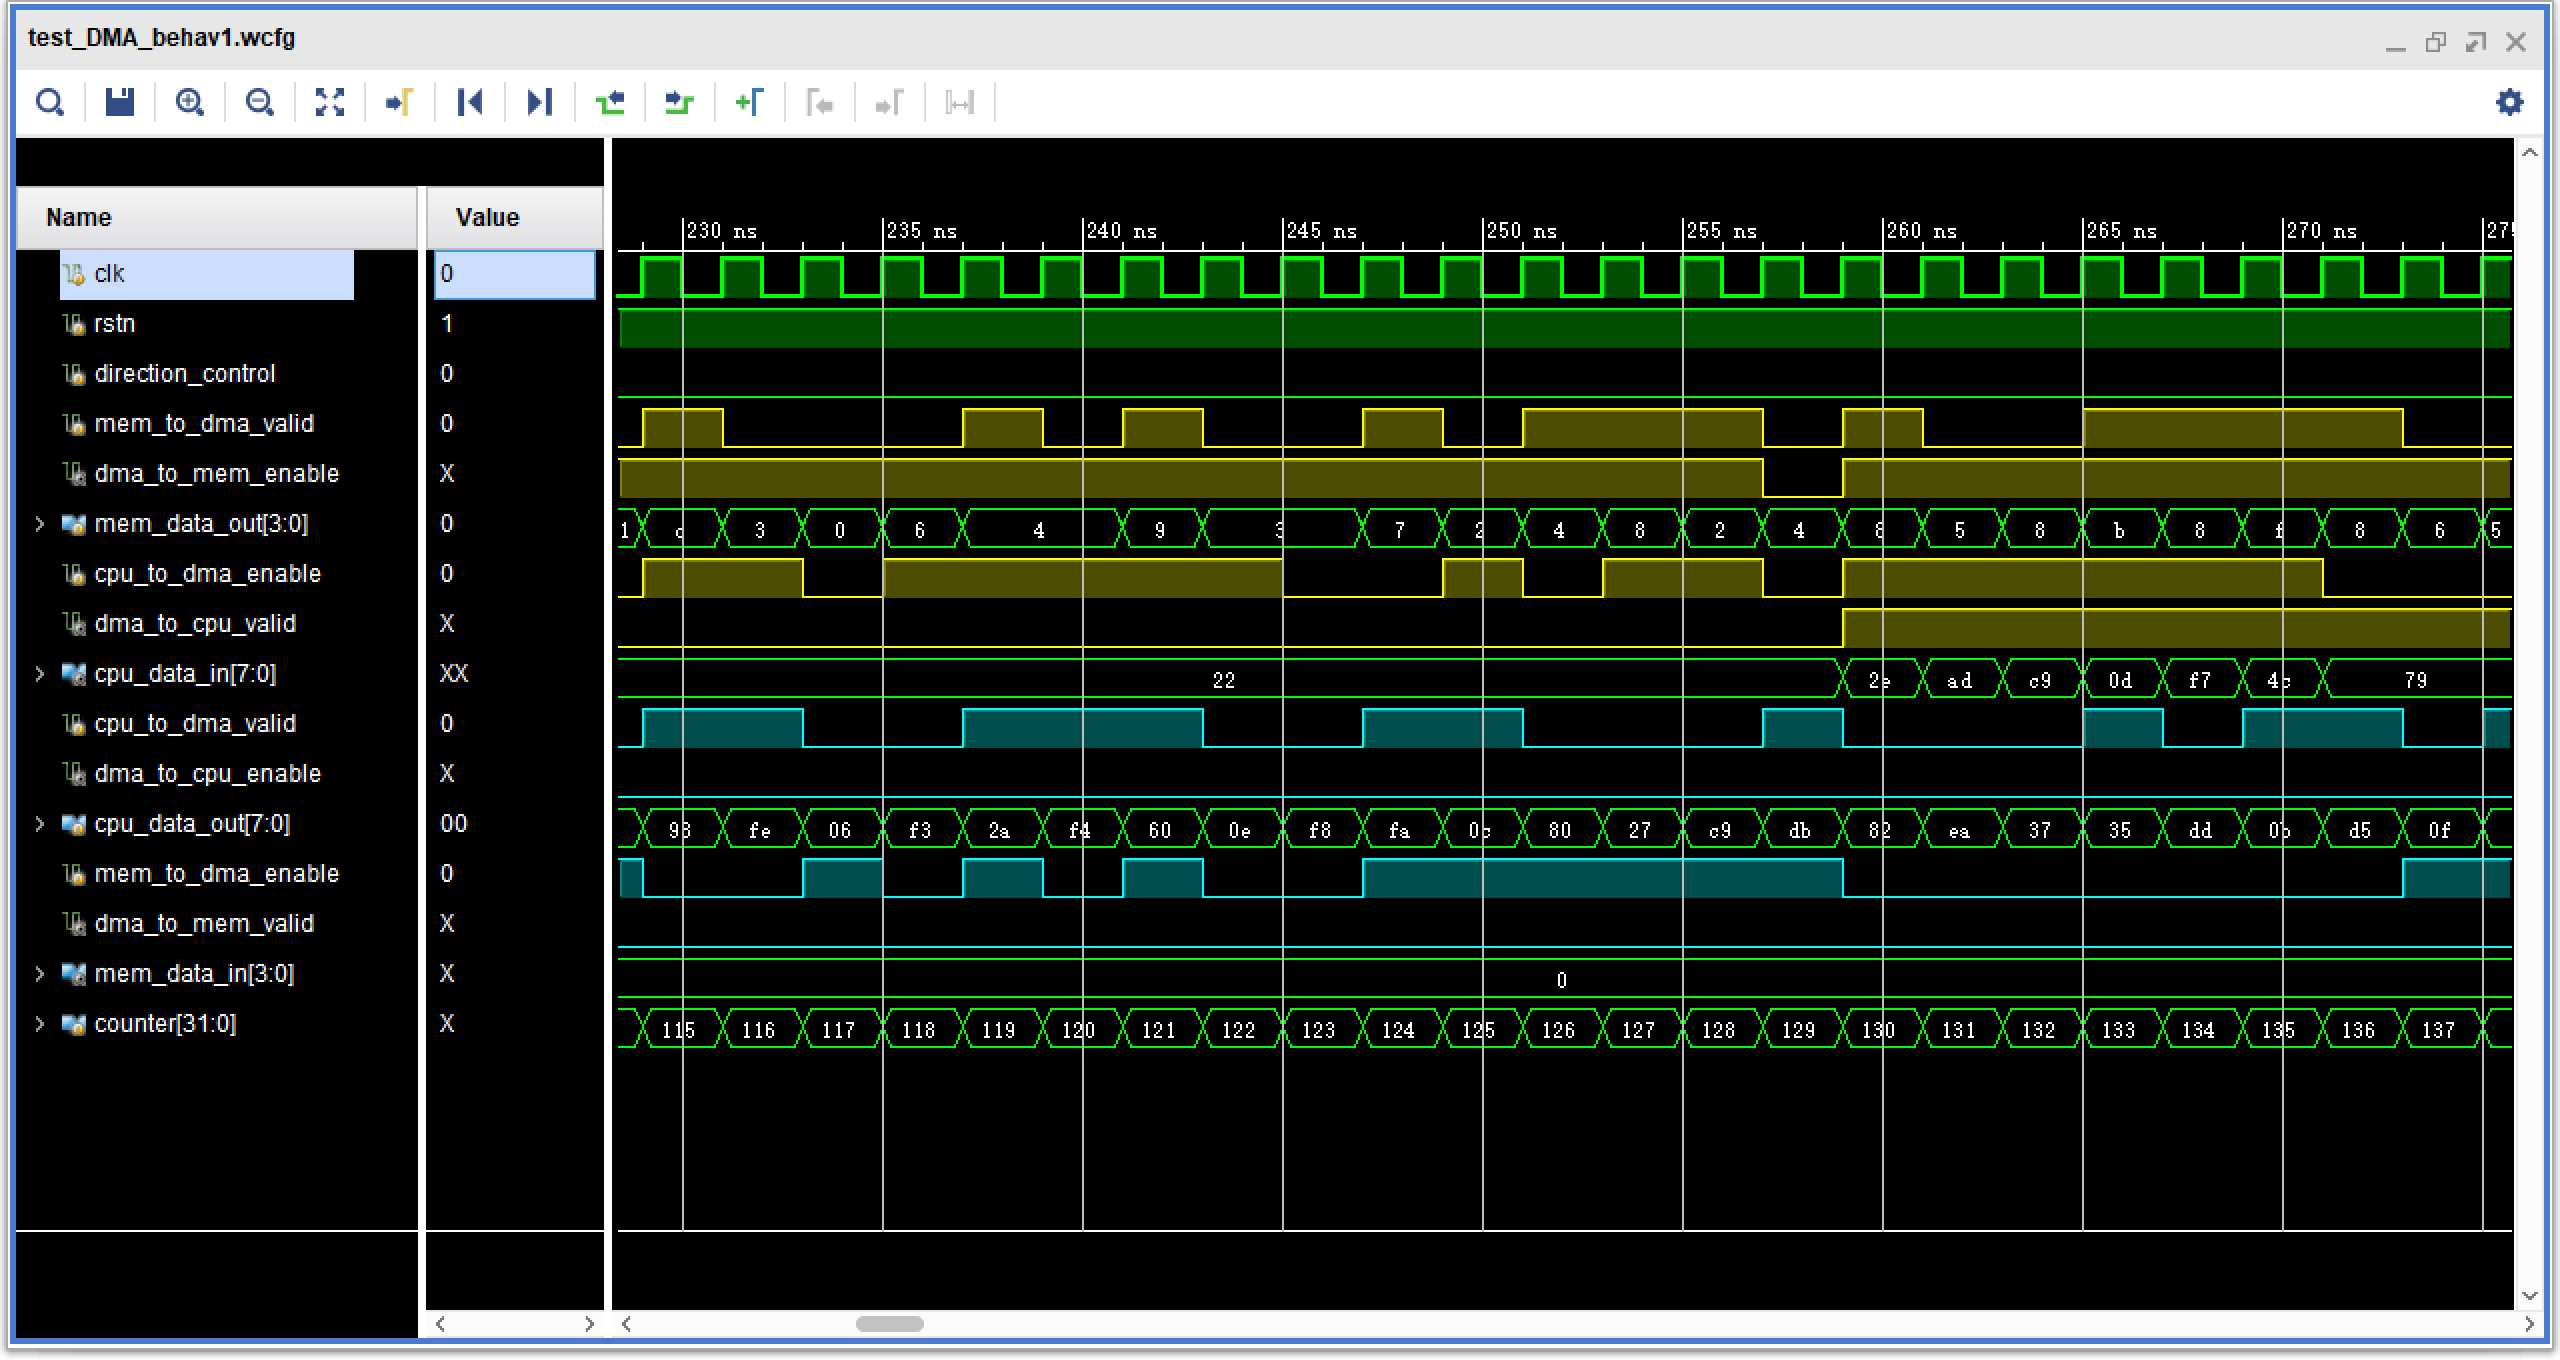 test_DMA_behav1.wcfg
Name Value
230 ns 235 ns 240 ns 245 ns 250 ns 255 ns 260 ns 265 ns 270 ns
clk 0
rstn 1
direction_control 0
mem_to_dma_valid 0
dma_to_mem_enable X
mem_data_out[3:0] 0 1 c 3 0 6 4 9 3 7 2 4 8 2 4 8 5 8 b 8 f 8 6 5
cpu_to_dma_enable 0
dma_to_cpu_valid X
cpu_data_in[7:0] XX 22 2e ad c9 0d f7 4c 79
cpu_to_dma_valid 0
dma_to_cpu_enable X
cpu_data_out[7:0] 00 93 fe 06 f3 2a f4 60 0e f8 fa 0c 80 27 c9 db 82 ea 37 35 dd 0b d5 0f
mem_to_dma_enable 0
dma_to_mem_valid X
mem_data_in[3:0] X 0
counter[31:0] X 115 116 117 118 119 120 121 122 123 124 125 126 127 128 129 130 131 132 133 134 135 136 137